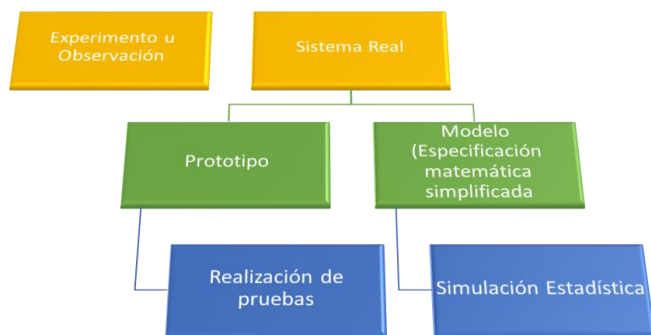 Experimento u
Observación
Sistema Real
Prototipo
Modelo
(Especificación
matemática
simplificada
Realización de
pruebas
Simulación Estadística